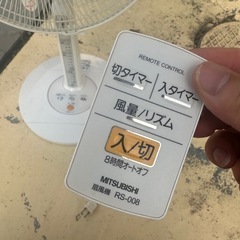 REMOTE CONTROL
切タイマー 入タイマー
風量/リズム
入/切
8時間オートオフ
MITSUBISHI
扇風機 RS-008